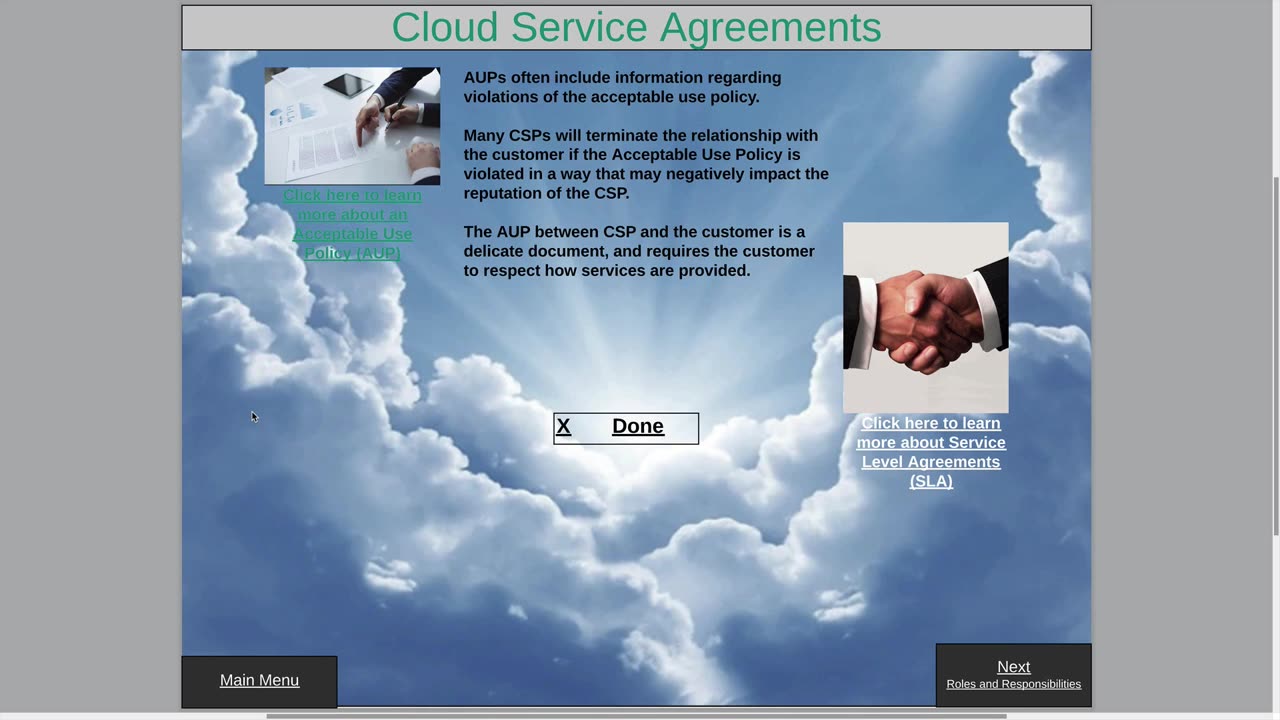 Cloud Service Agreements
AUPs often include information regarding
violations of the acceptable use policy.
Many CSPs will terminate the relationship with
the customer if the Acceptable Use Policy is
violated in a way that may negatively impact the
reputation of the CSP.
The AUP between CSP and the customer is a
delicate document, and requires the customer
to respect how services are provided.
Click here to learn
more about an
Acceptable Use
Policy (AUP)
X Done
Click here to learn
more about Service
Level Agreements
(SLA)
Main Menu
Next
Roles and Responsibilities